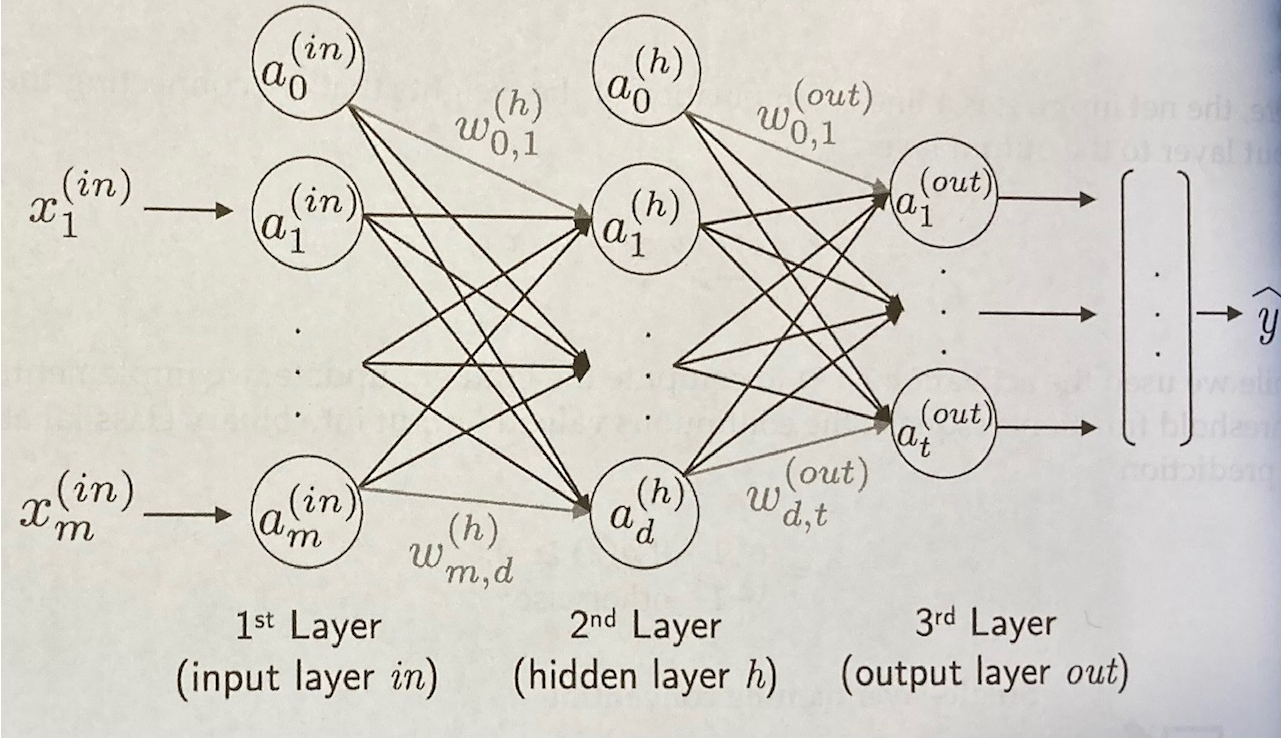 a_0^{(in)} a_0^{(h)}
w_{0,1}^{(h)} w_{0,1}^{(out)}
x_1^{(in)} a_1^{(in)} a_1^{(h)} a_1^{(out)}
ŷ
a_t^{(out)}
x_m^{(in)} a_m^{(in)} a_d^{(h)} w_{d,t}^{(out)}
w_{m,d}^{(h)}
1st Layer 2nd Layer 3rd Layer
(input layer in) (hidden layer h) (output layer out)